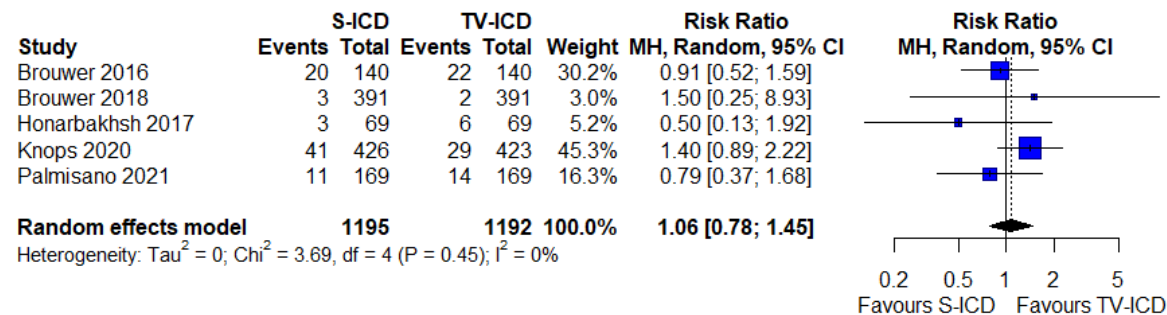 S-ICD TV-ICD Risk Ratio Risk Ratio
Study Events Total Events Total Weight MH, Random, 95% CI MH, Random, 95% CI
Brouwer 2016 20 140 22 140 30.2% 0.91 [0.52; 1.59]
Brouwer 2018 3 391 2 391 3.0% 1.50 [0.25; 8.93]
Honarbakhsh 2017 3 69 6 69 5.2% 0.50 [0.13; 1.92]
Knops 2020 41 426 29 423 45.3% 1.40 [0.89; 2.22]
Palmisano 2021 11 169 14 169 16.3% 0.79 [0.37; 1.68]
Random effects model 1195 1192 100.0% 1.06 [0.78; 1.45]
Heterogeneity: Tau² = 0; Chi² = 3.69, df = 4 (P = 0.45); I² = 0%
0.2 0.5 1 2 5
Favours S-ICD Favours TV-ICD